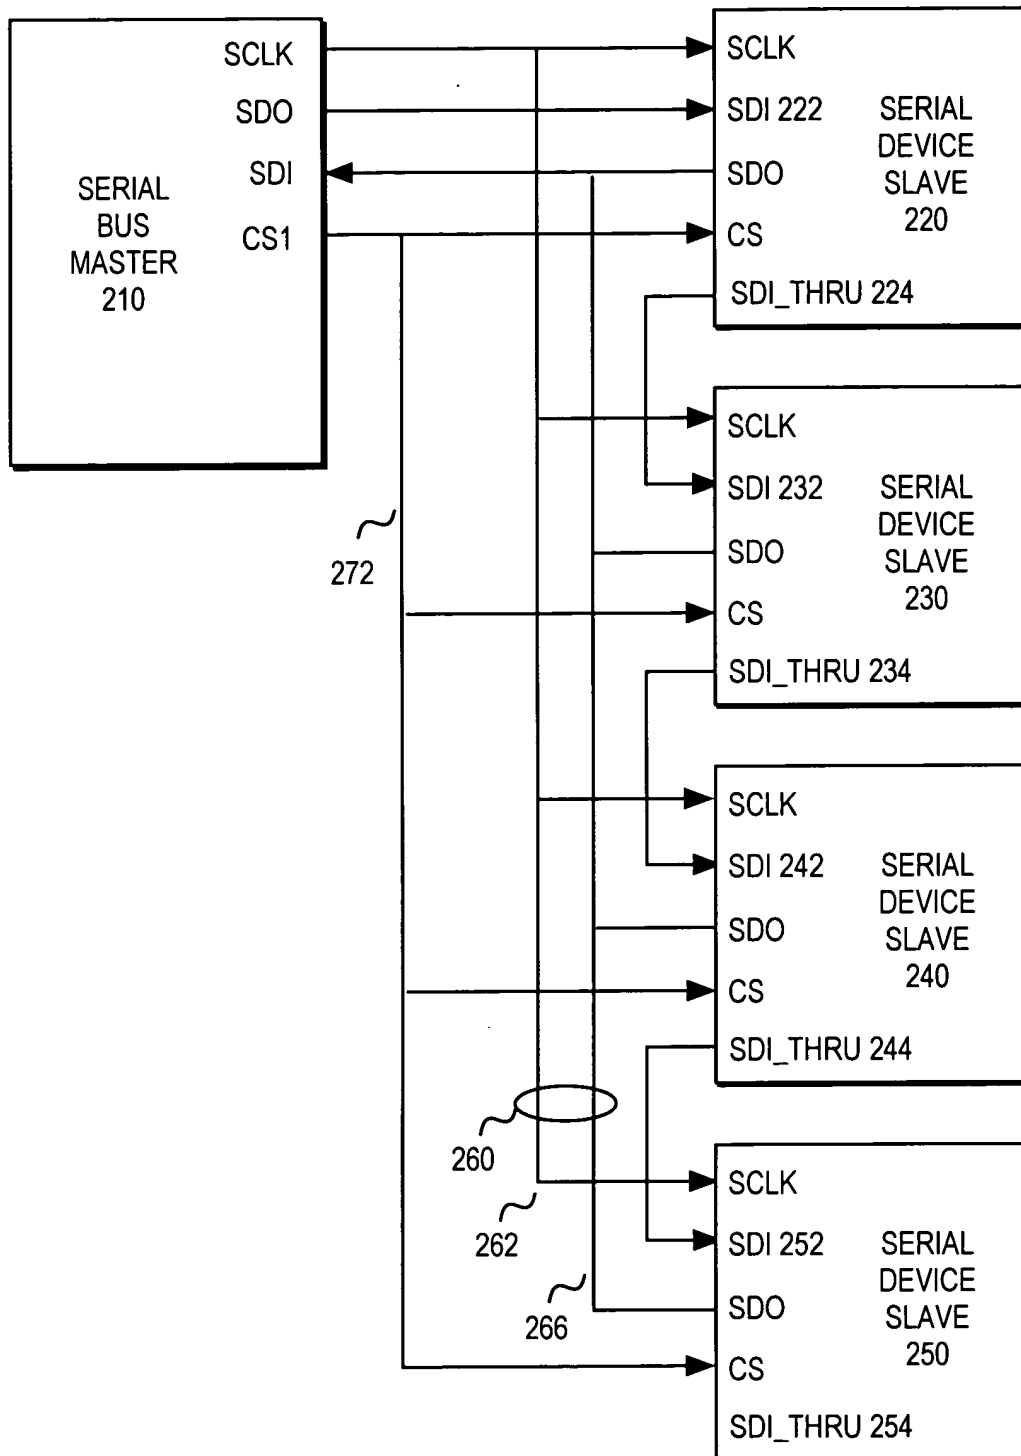 SCLK
SDO
SDI
CS1
SERIAL
BUS
MASTER
210
SCLK
SDI 222
SDO
CS
SDI_THRU 224
SERIAL
DEVICE
SLAVE
220
SCLK
SDI 232
SDO
CS
SDI_THRU 234
SERIAL
DEVICE
SLAVE
230
272
SCLK
SDI 242
SDO
CS
SDI_THRU 244
SERIAL
DEVICE
SLAVE
240
260
262
266
SCLK
SDI 252
SDO
CS
SDI_THRU 254
SERIAL
DEVICE
SLAVE
250